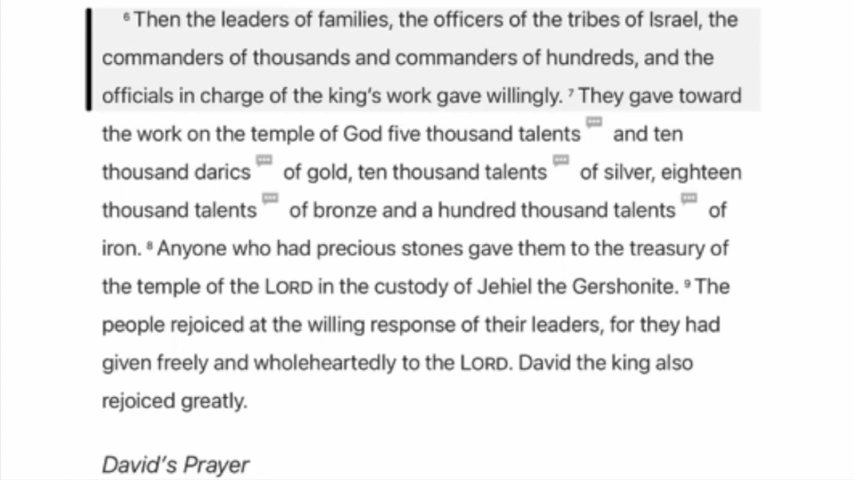 ⁶ Then the leaders of families, the officers of the tribes of Israel, the
commanders of thousands and commanders of hundreds, and the
officials in charge of the king's work gave willingly. ⁷ They gave toward
the work on the temple of God five thousand talents and ten
thousand darics of gold, ten thousand talents of silver, eighteen
thousand talents of bronze and a hundred thousand talents of
iron. ⁸ Anyone who had precious stones gave them to the treasury of
the temple of the LORD in the custody of Jehiel the Gershonite. ⁹ The
people rejoiced at the willing response of their leaders, for they had
given freely and wholeheartedly to the LORD. David the king also
rejoiced greatly.
David's Prayer